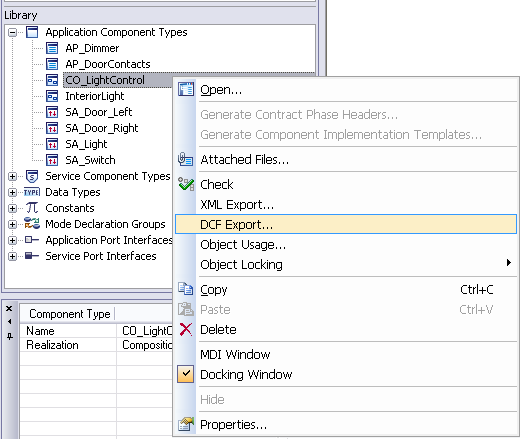 Library
Application Component Types
AP_Dimmer
AP_DoorContacts
CO_LightControl
InteriorLight
SA_Door_Left
SA_Door_Right
SA_Light
SA_Switch
Service Component Types
TYPE Data Types
Constants
Mode Declaration Groups
Application Port Interfaces
Service Port Interfaces
Open...
Generate Contract Phase Headers...
Generate Component Implementation Templates...
Attached Files...
Check
XML Export...
DCF Export...
Object Usage...
Object Locking
Copy Ctrl+C
Paste Ctrl+V
Delete
MDI Window
Docking Window
Hide
Properties...
Component Type
Name CO_LightC
Realization Compositio